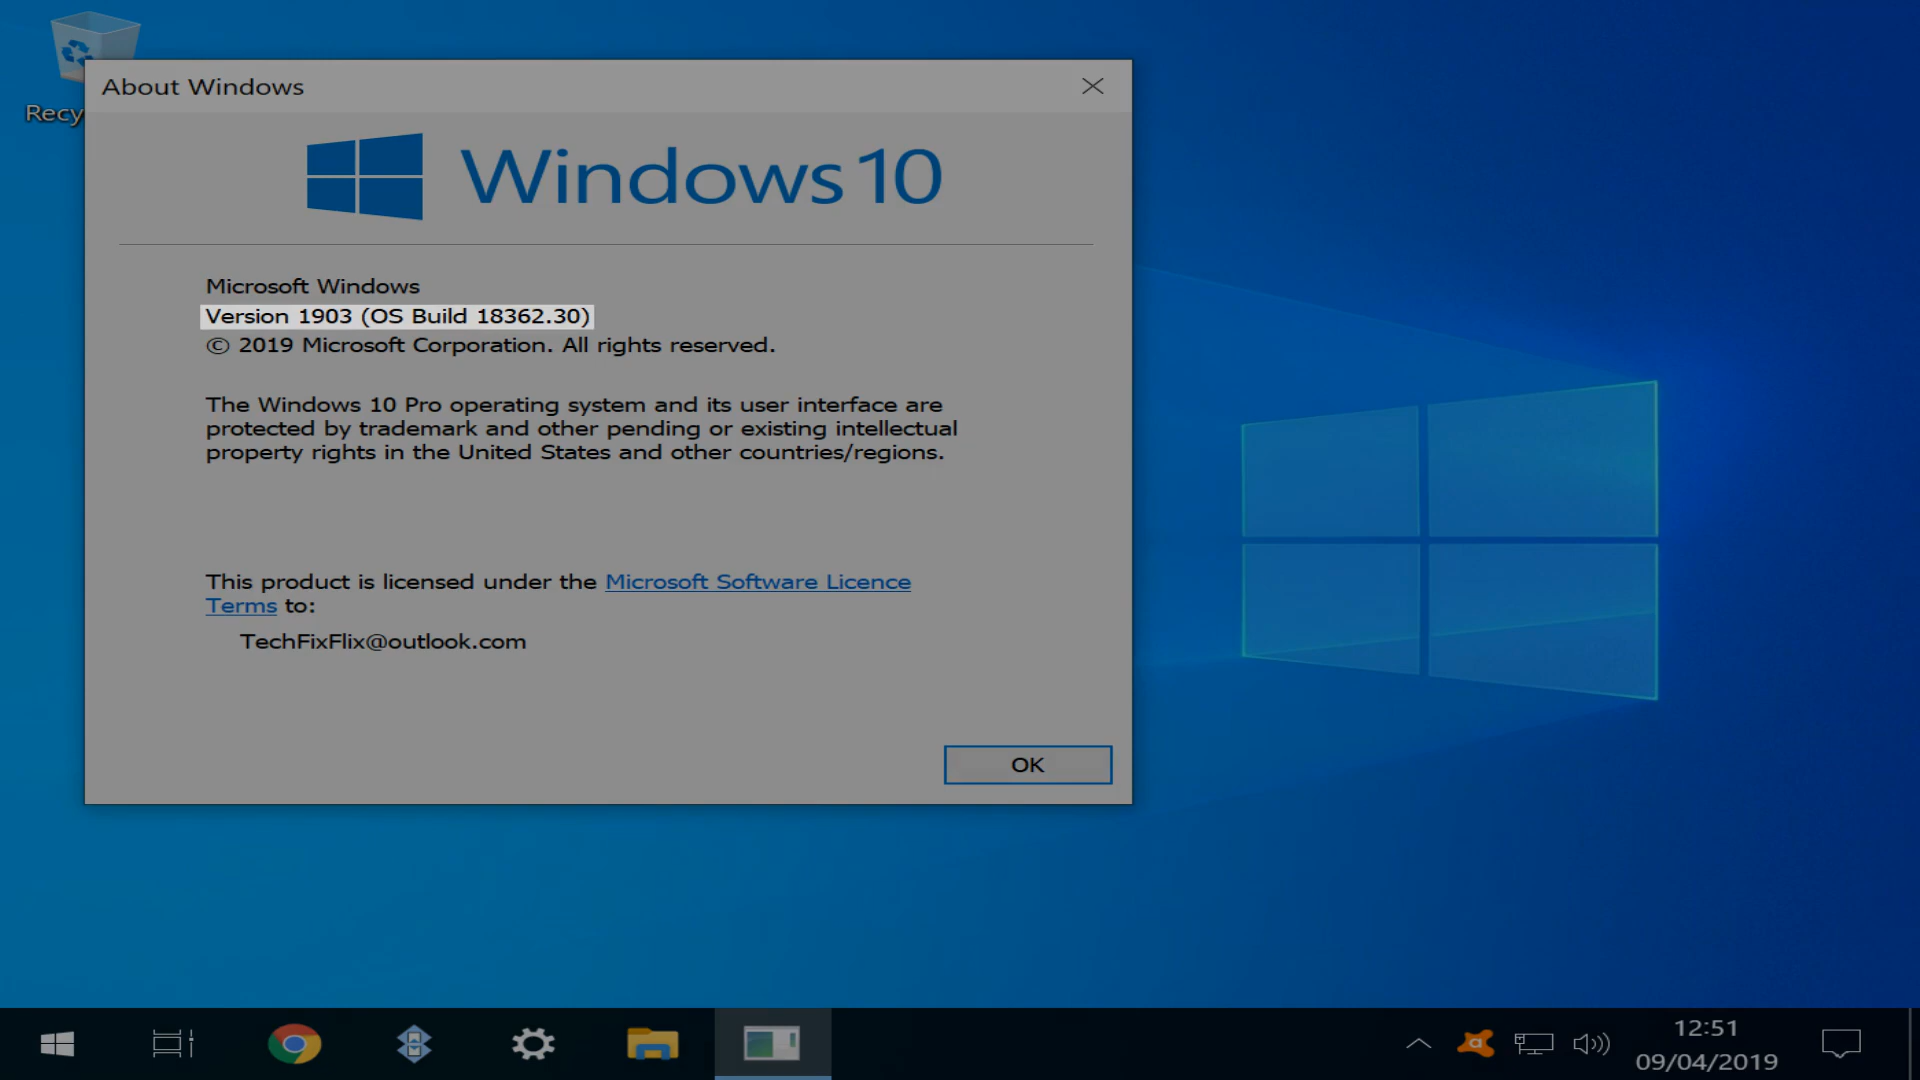 Recy
About Windows
Windows 10
Microsoft Windows
Version 1903 (OS Build 18362.30)
© 2019 Microsoft Corporation. All rights reserved.
The Windows 10 Pro operating system and its user interface are
protected by trademark and other pending or existing intellectual
property rights in the United States and other countries/regions.
This product is licensed under the Microsoft Software Licence
Terms to:
TechFixFlix@outlook.com
OK
12:51
09/04/2019